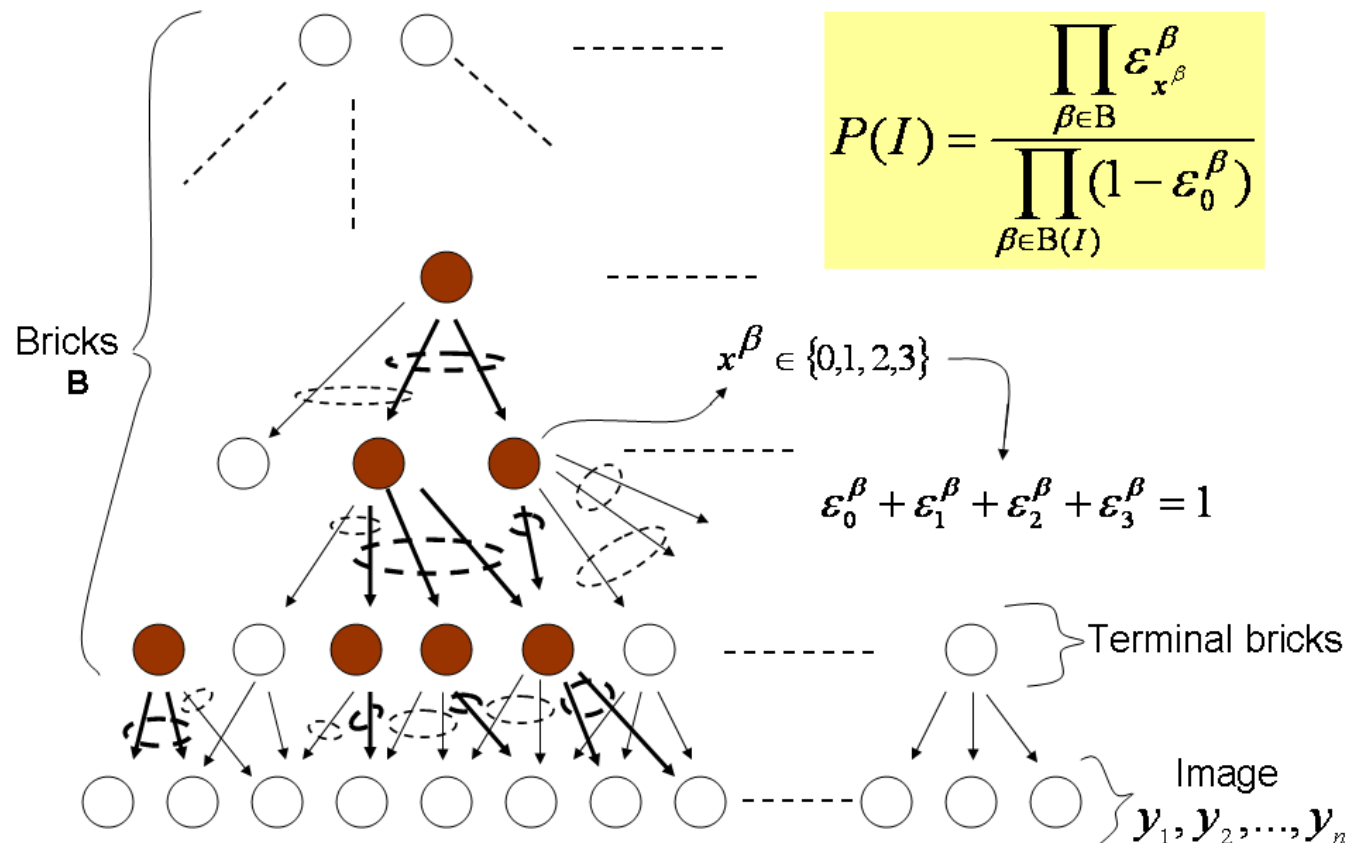 P(I) = ∏_{β∈B} ε^β_{x^β} / ∏_{β∈B(I)} (1 − ε^β_0)
Bricks
B
x^β ∈ {0,1, 2,3}
ε^β_0 + ε^β_1 + ε^β_2 + ε^β_3 = 1
Terminal bricks
Image
y_1, y_2, ..., y_n